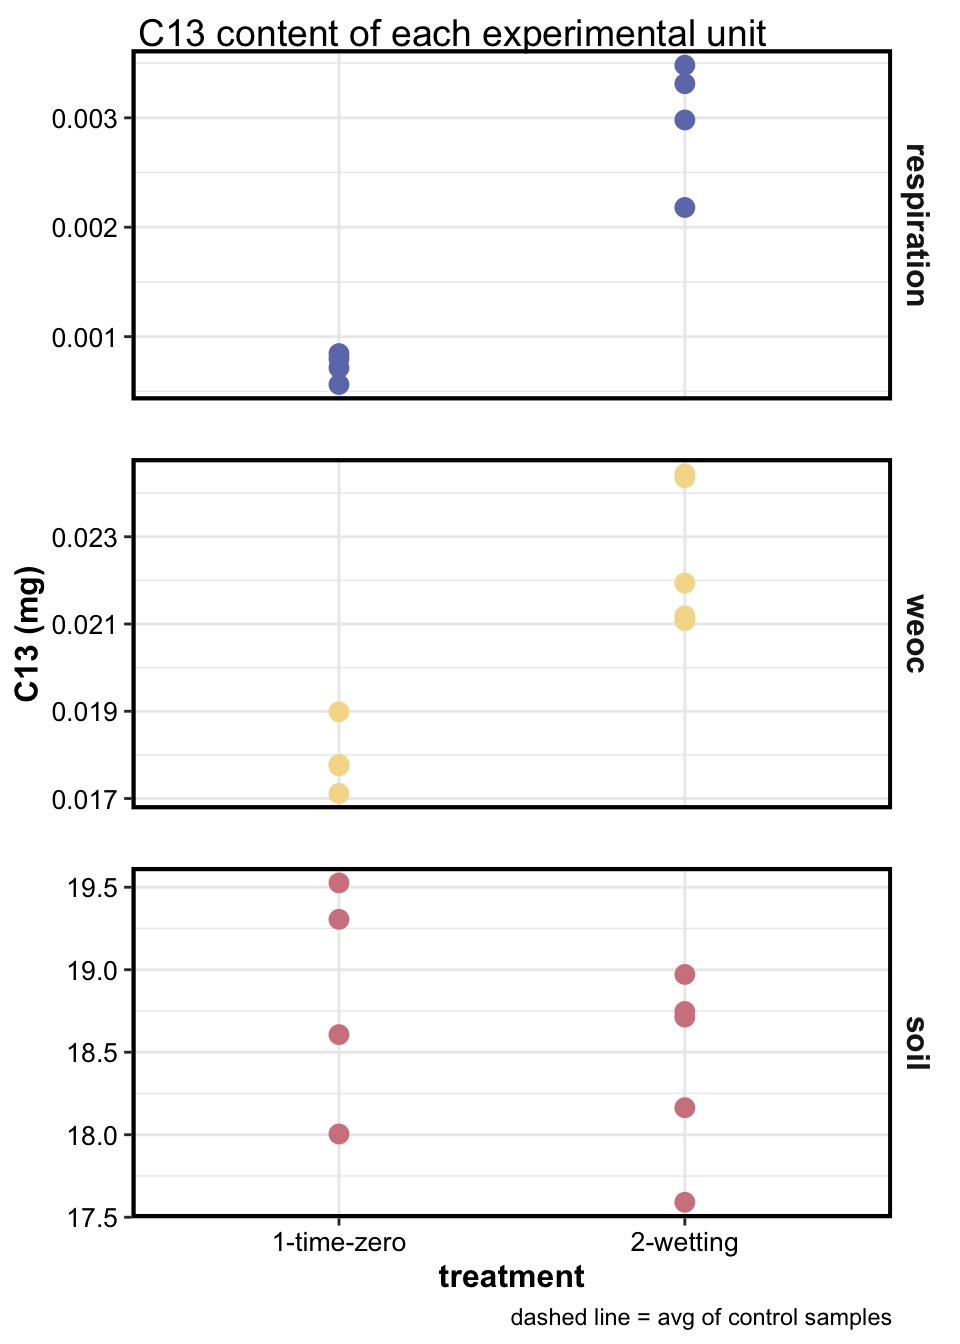 C13 content of each experimental unit
0.003
0.002
0.001
respiration
0.023
0.021
0.019
0.017
weoc
C13 (mg)
19.5
19.0
18.5
18.0
17.5
soil
1-time-zero
2-wetting
treatment
dashed line = avg of control samples